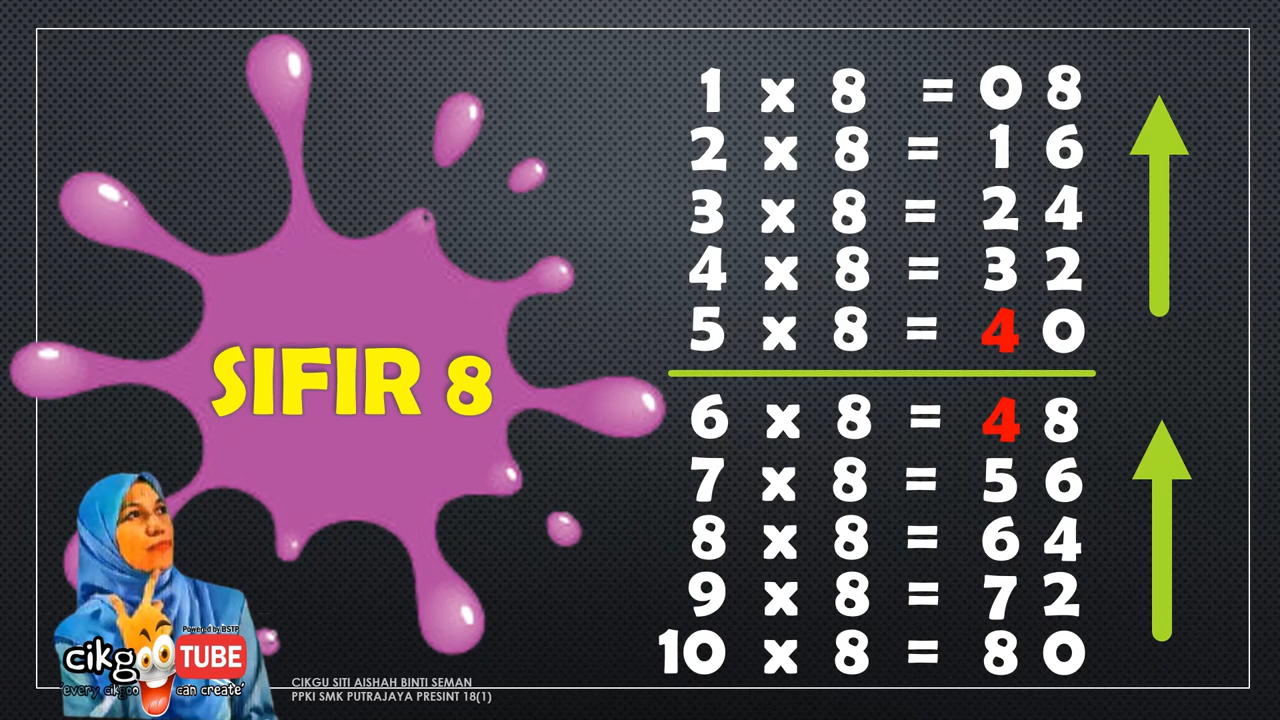 SIFIR 8
1 x 8 = 0 8
2 x 8 = 1 6
3 x 8 = 2 4
4 x 8 = 3 2
5 x 8 = 4 0
6 x 8 = 4 8
7 x 8 = 5 6
8 x 8 = 6 4
9 x 8 = 7 2
10 x 8 = 8 0
Powered by BSTP
cikgoo TUBE
'every cikgoo can create'
CIKGU SITI AISHAH BINTI SEMAN
PPKI SMK PUTRAJAYA PRESINT 18(1)